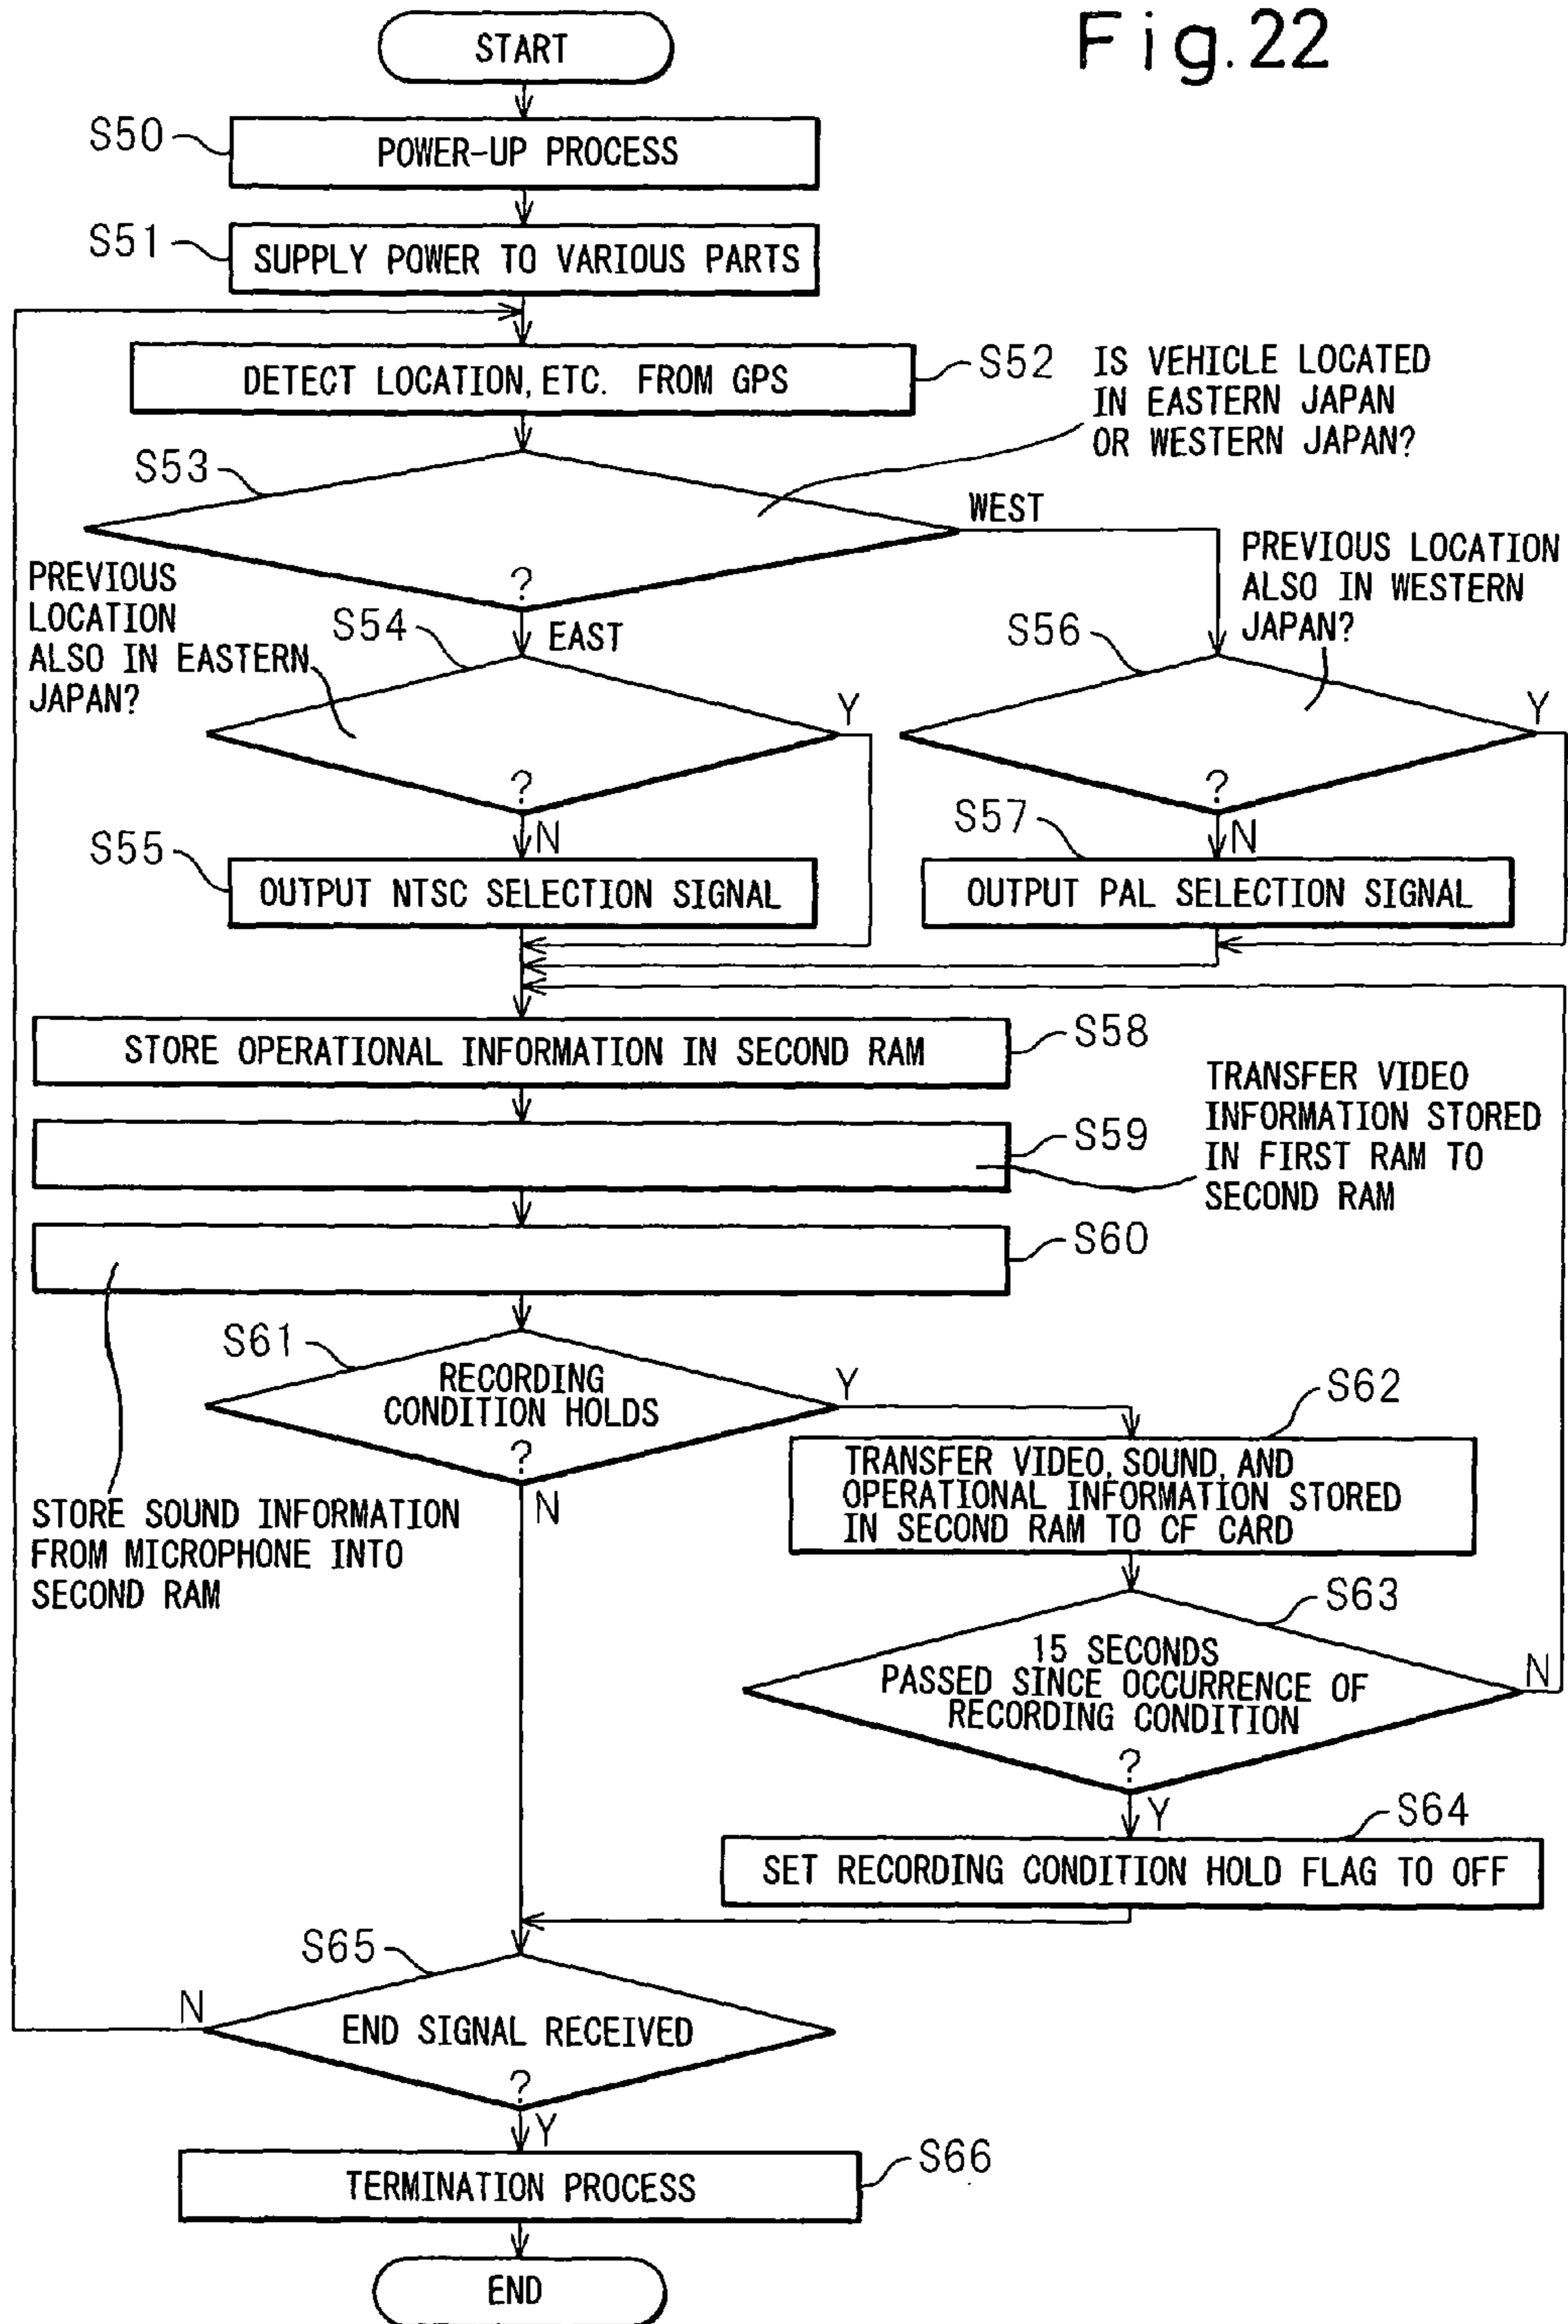 Fig.22
START
S50
POWER-UP PROCESS
S51
SUPPLY POWER TO VARIOUS PARTS
DETECT LOCATION, ETC. FROM GPS
S52
IS VEHICLE LOCATED
IN EASTERN JAPAN
OR WESTERN JAPAN?
S53
?
WEST
EAST
PREVIOUS
LOCATION
ALSO IN EASTERN
JAPAN?
S54
?
Y
N
PREVIOUS LOCATION
ALSO IN WESTERN
JAPAN?
S56
?
Y
N
S55
OUTPUT NTSC SELECTION SIGNAL
S57
OUTPUT PAL SELECTION SIGNAL
STORE OPERATIONAL INFORMATION IN SECOND RAM
S58
S59
TRANSFER VIDEO
INFORMATION STORED
IN FIRST RAM TO
SECOND RAM
S60
STORE SOUND INFORMATION
FROM MICROPHONE INTO
SECOND RAM
S61
RECORDING
CONDITION HOLDS
?
Y
N
S62
TRANSFER VIDEO, SOUND, AND
OPERATIONAL INFORMATION STORED
IN SECOND RAM TO CF CARD
S63
15 SECONDS
PASSED SINCE OCCURRENCE OF
RECORDING CONDITION
?
N
Y
S64
SET RECORDING CONDITION HOLD FLAG TO OFF
S65
N
END SIGNAL RECEIVED
?
Y
TERMINATION PROCESS
S66
END